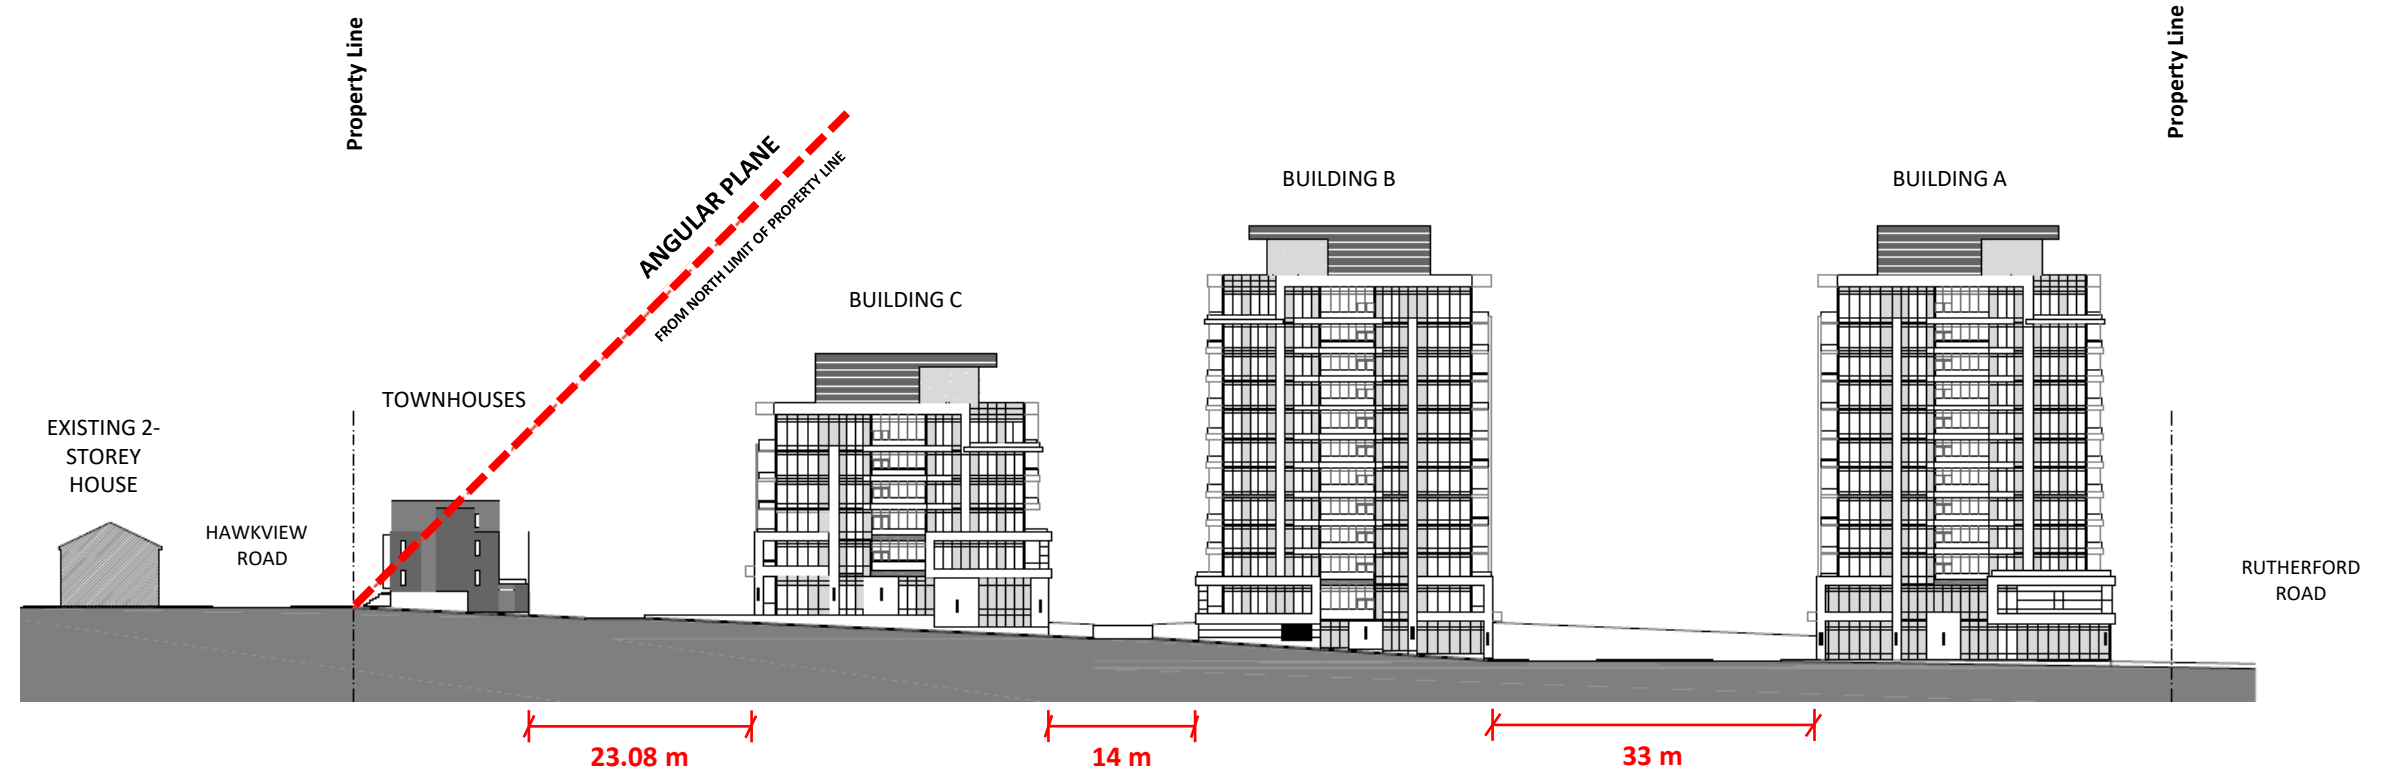 Property Line
Property Line
ANGULAR PLANE
FROM NORTH LIMIT OF PROPERTY LINE
BUILDING B
BUILDING A
BUILDING C
TOWNHOUSES
EXISTING 2-
STOREY
HOUSE
HAWKVIEW
ROAD
RUTHERFORD
ROAD
23.08 m
14 m
33 m